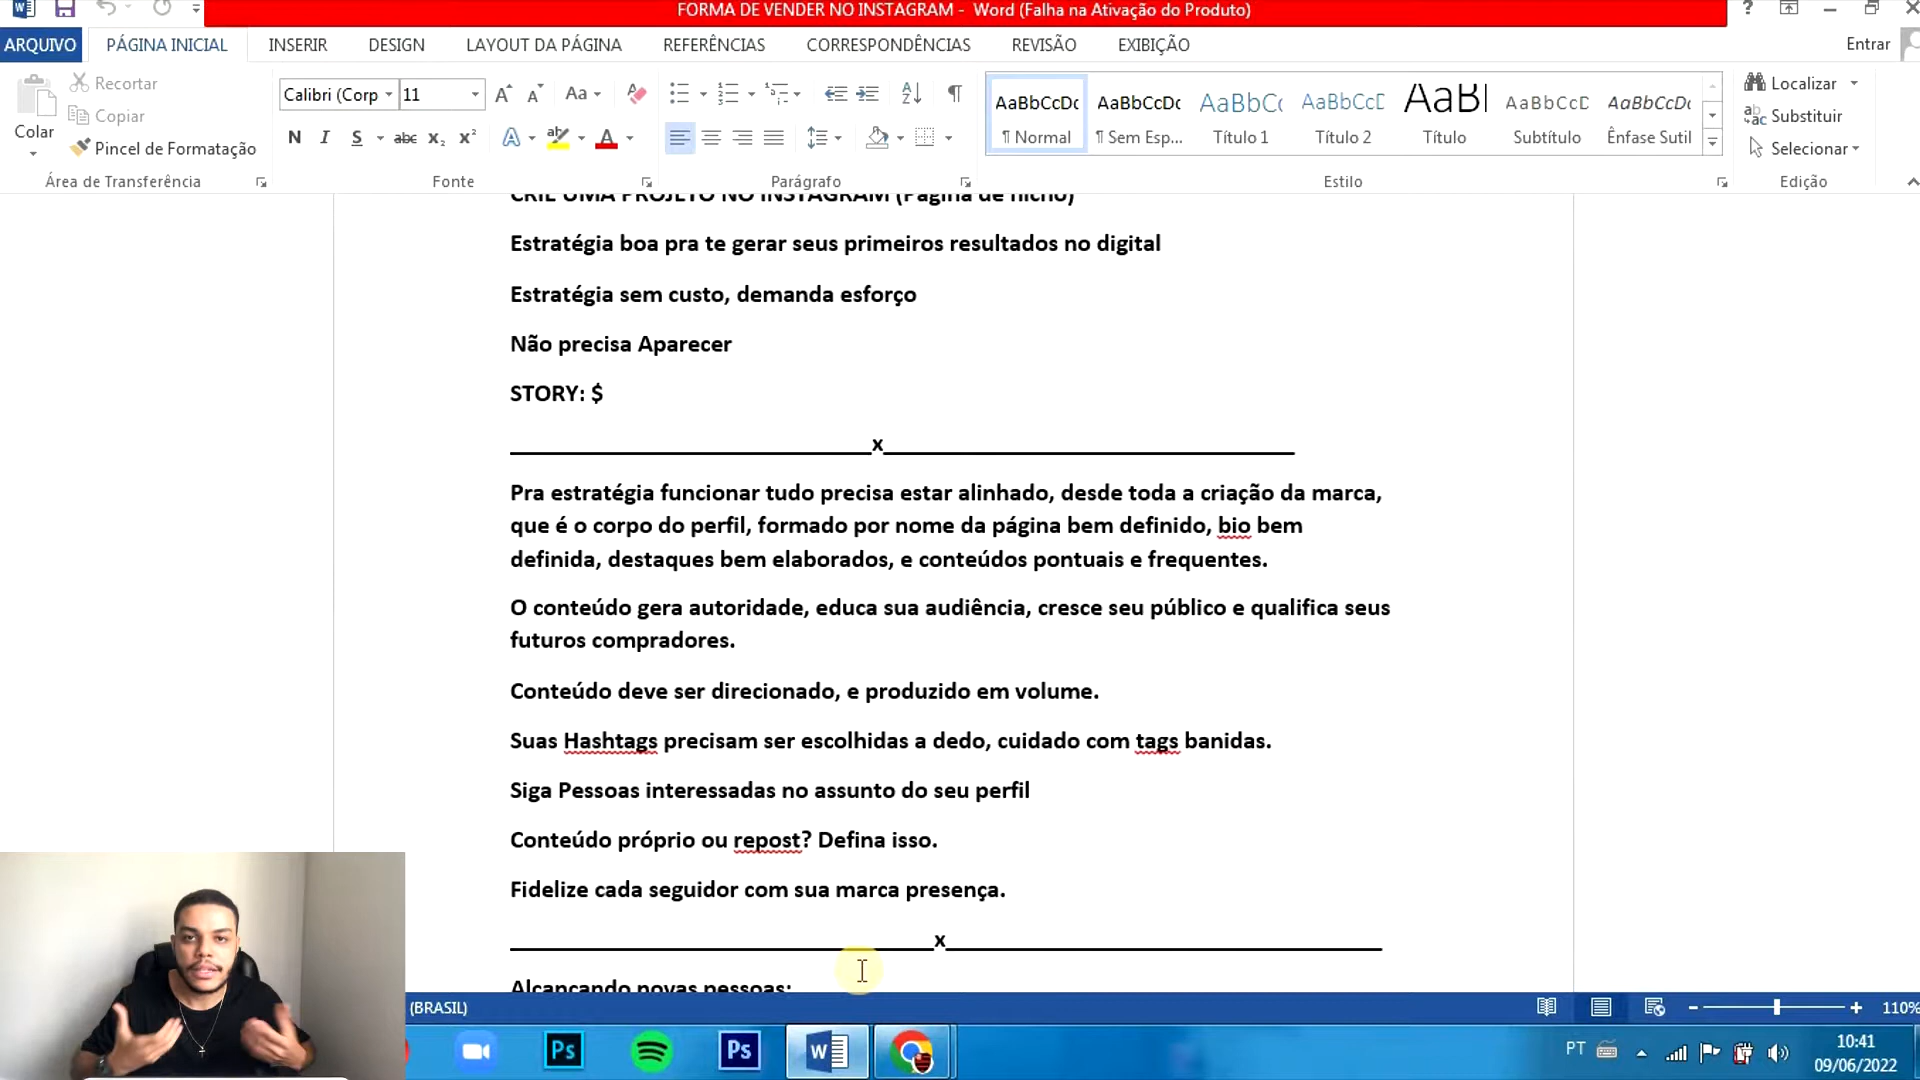 FORMA DE VENDER NO INSTAGRAM - Word (Falha na Ativação do Produto)
ARQUIVO PÁGINA INICIAL INSERIR DESIGN LAYOUT DA PÁGINA REFERÊNCIAS CORRESPONDÊNCIAS REVISÃO EXIBIÇÃO Entrar
Colar
Recortar
Copiar
Pincel de Formatação
Área de Transferência
Calibri (Corp 11
Fonte
Parágrafo
AaBbCcDc AaBbCcDc AaBbCc AaBbCcD AaBl AaBbCcD AaBbCcDc
¶ Normal ¶ Sem Esp... Título 1 Título 2 Título Subtítulo Ênfase Sutil
Estilo
Localizar
Substituir
Selecionar
Edição
CRIE UMA PROJETO NO INSTAGRAM (Página de nicho)
Estratégia boa pra te gerar seus primeiros resultados no digital
Estratégia sem custo, demanda esforço
Não precisa Aparecer
STORY: $
x
Pra estratégia funcionar tudo precisa estar alinhado, desde toda a criação da marca,
que é o corpo do perfil, formado por nome da página bem definido, bio bem
definida, destaques bem elaborados, e conteúdos pontuais e frequentes.
O conteúdo gera autoridade, educa sua audiência, cresce seu público e qualifica seus
futuros compradores.
Conteúdo deve ser direcionado, e produzido em volume.
Suas Hashtags precisam ser escolhidas a dedo, cuidado com tags banidas.
Siga Pessoas interessadas no assunto do seu perfil
Conteúdo próprio ou repost? Defina isso.
Fidelize cada seguidor com sua marca presença.
x
Alcançando novas pessoas:
(BRASIL) 110%
Ps Ps W PT 10:41
09/06/2022